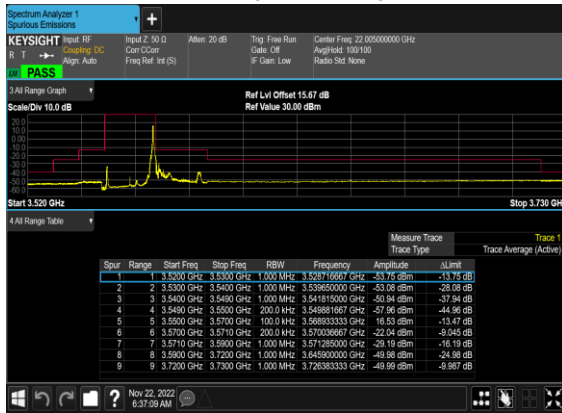 Spectrum Analyzer 1
Spurious Emissions
KEYSIGHT Input: RF Input Z: 50 Ω Atten: 20 dB Trig: Free Run Center Freq: 22.005000000 GHz
R T Coupling: DC Corr CCorr Gate: Off Avg|Hold: 100/100
Align: Auto Freq Ref: Int (S) IF Gain: Low Radio Std: None
PASS
3 All Range Graph Ref Lvl Offset 15.67 dB
Scale/Div 10.0 dB Ref Value 30.00 dBm
20.0
10.0
0.00
-10.0
-20.0
-30.0
-40.0
-50.0
-60.0
Start 3.520 GHz Stop 3.730 GH
4 All Range Table
Measure Trace Trace 1
Trace Type Trace Average (Active)
Spur Range Start Freq Stop Freq RBW Frequency Amplitude ΔLimit
1 1 3.5200 GHz 3.5300 GHz 1.000 MHz 3.528716667 GHz -53.75 dBm -13.75 dB
2 2 3.5300 GHz 3.5400 GHz 1.000 MHz 3.539650000 GHz -53.08 dBm -28.08 dB
3 3 3.5400 GHz 3.5490 GHz 1.000 MHz 3.541815000 GHz -50.94 dBm -37.94 dB
4 4 3.5490 GHz 3.5500 GHz 200.0 kHz 3.549881667 GHz -57.96 dBm -44.96 dB
5 5 3.5500 GHz 3.5700 GHz 100.0 kHz 3.568933333 GHz 16.53 dBm -13.47 dB
6 6 3.5700 GHz 3.5710 GHz 200.0 kHz 3.570036667 GHz -22.04 dBm -9.045 dB
7 7 3.5710 GHz 3.5900 GHz 1.000 MHz 3.571285000 GHz -29.19 dBm -16.19 dB
8 8 3.5900 GHz 3.7200 GHz 1.000 MHz 3.645900000 GHz -49.98 dBm -24.98 dB
9 9 3.7200 GHz 3.7300 GHz 1.000 MHz 3.726383333 GHz -49.99 dBm -9.987 dB
Nov 22, 2022
6:37:09 AM